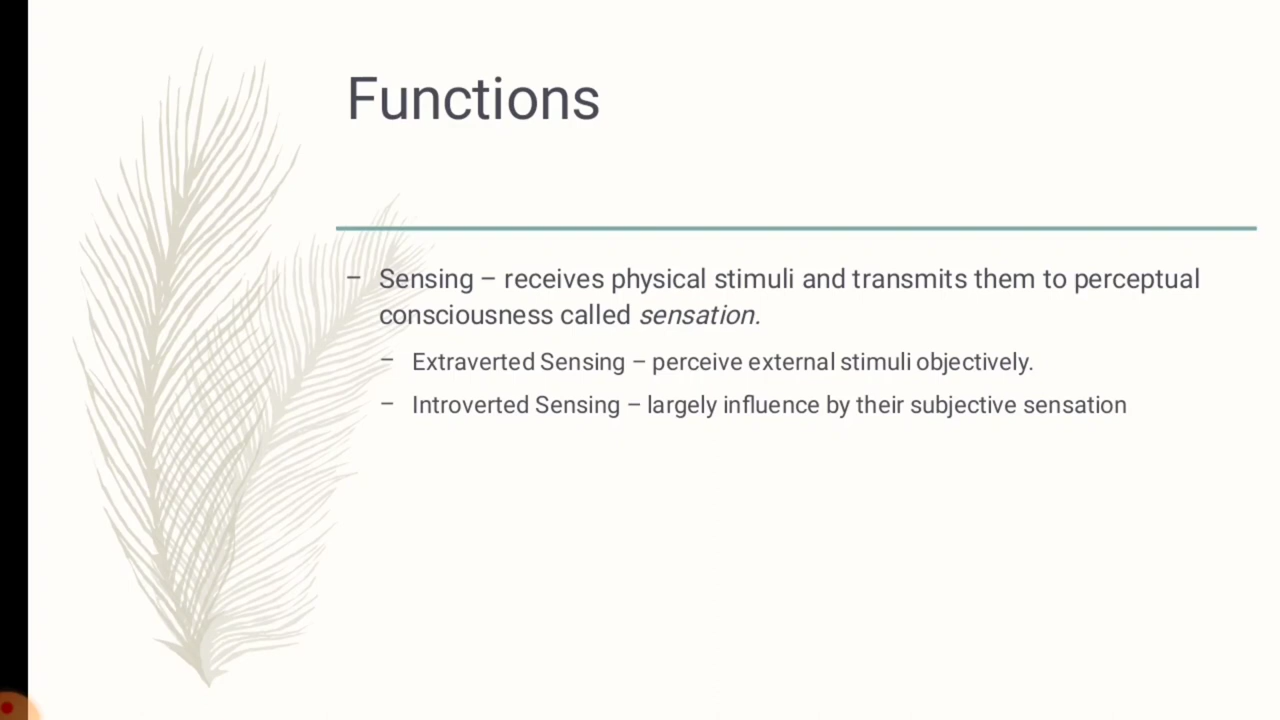 Functions
– Sensing – receives physical stimuli and transmits them to perceptual
consciousness called sensation.
– Extraverted Sensing – perceive external stimuli objectively.
– Introverted Sensing – largely influence by their subjective sensation